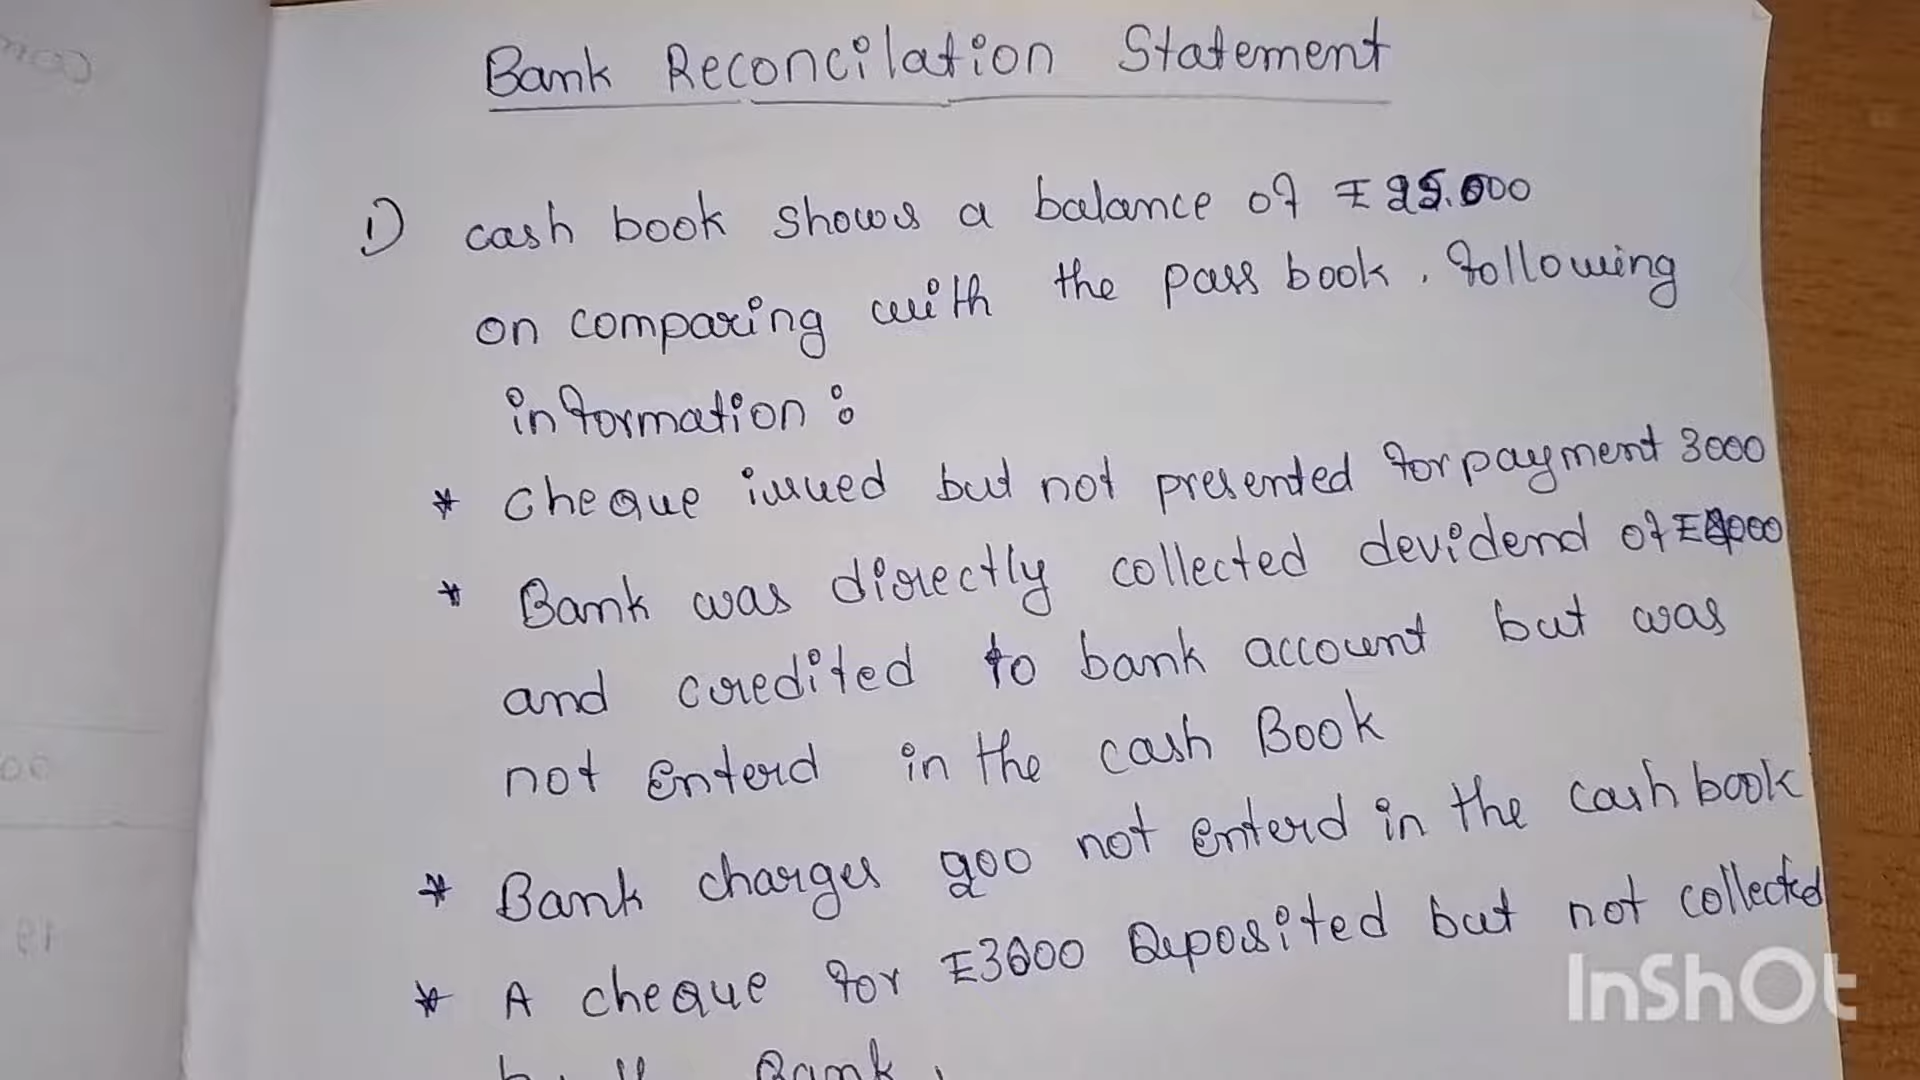 Bank Reconcilation Statement
1) cash book shows a balance of ₹25.000
on comparing with the pass book. following
information :
* cheque issued but not presented for payment 3000
* Bank was directly collected devidend of
and credited to bank account but was
not enterd in the cash Book
* Bank charges not enterd in the cash book
* A cheque for ₹3000 Deposited but not collected
Bank.
InShOt